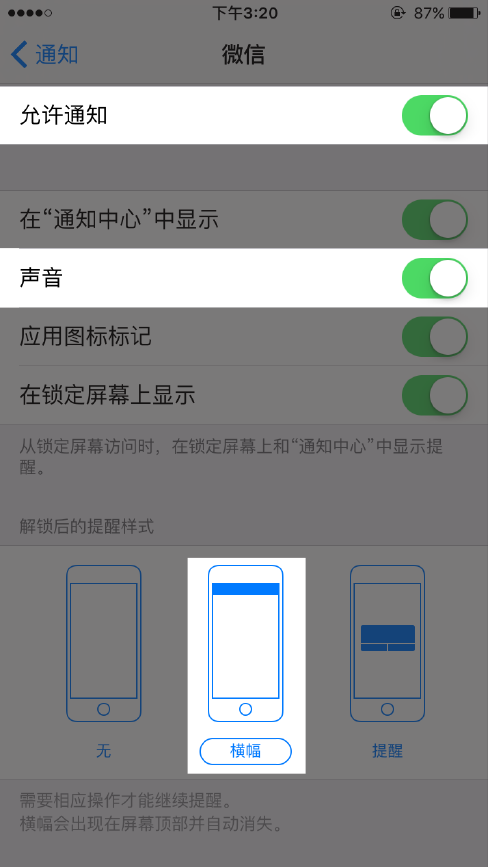 下午3:20
87%
通知
微信
允许通知
在“通知中心”中显示
声音
应用图标标记
在锁定屏幕上显示
从锁定屏幕访问时，在锁定屏幕上和“通知中心”中显示提
醒。
解锁后的提醒样式
无
横幅
提醒
需要相应操作才能继续提醒。
横幅会出现在屏幕顶部并自动消失。